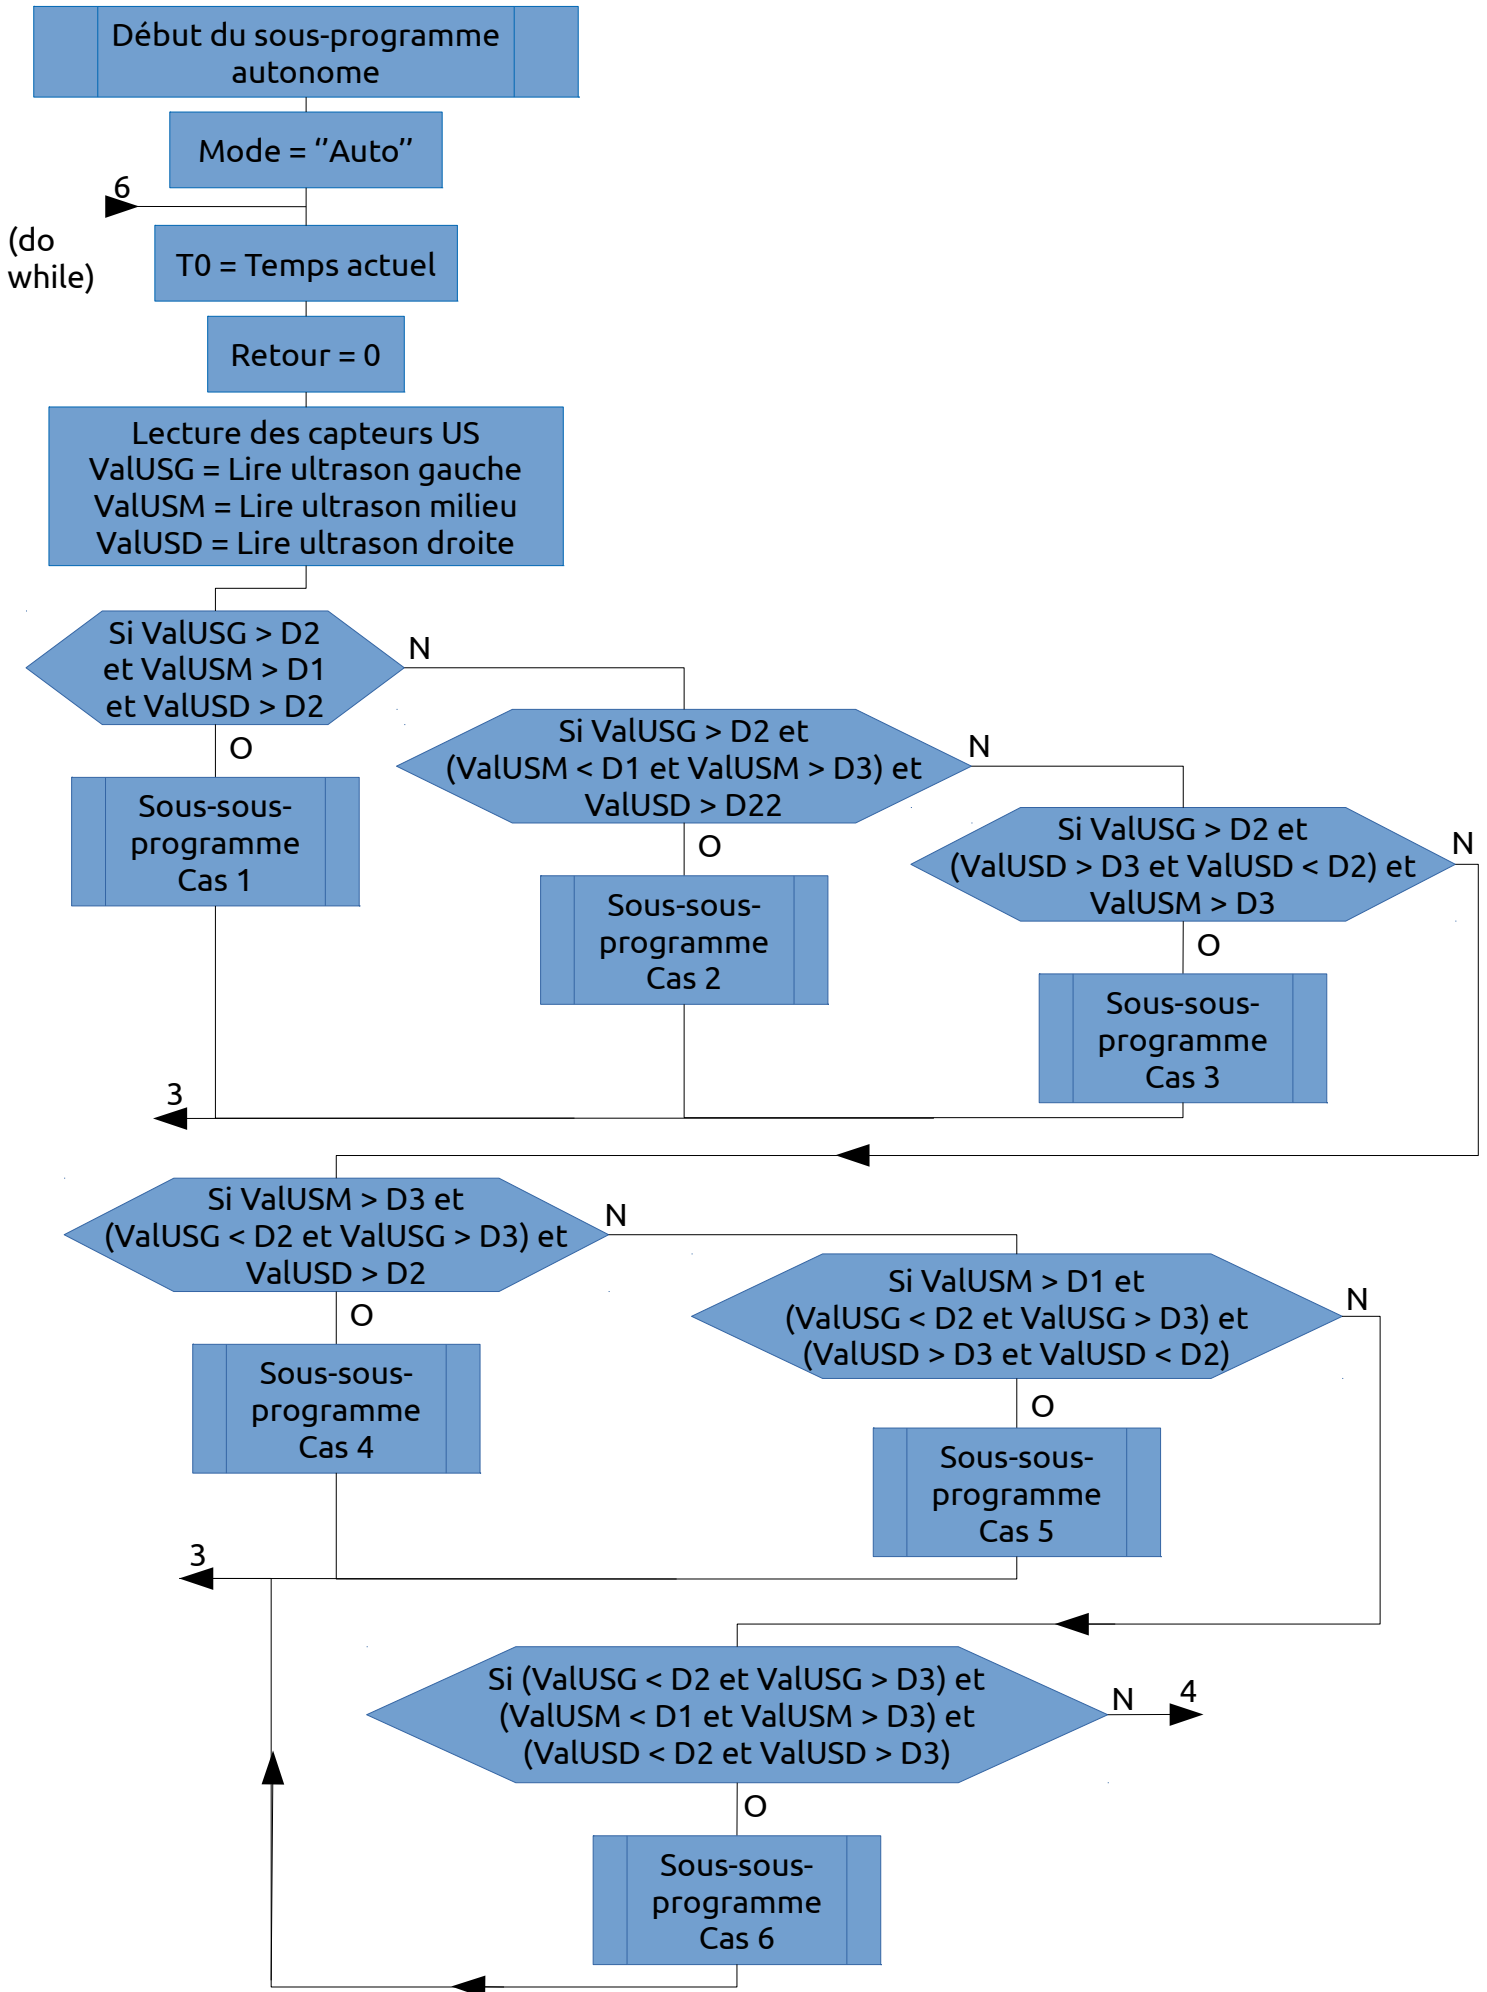 Début du sous-programme
autonome
Mode = ‘’Auto’’
6
(do
while)
T0 = Temps actuel
Retour = 0
Lecture des capteurs US
ValUSG = Lire ultrason gauche
ValUSM = Lire ultrason milieu
ValUSD = Lire ultrason droite
Si ValUSG > D2
et ValUSM > D1
et ValUSD > D2
N
O
Sous-sous-
programme
Cas 1
Si ValUSG > D2 et
(ValUSM < D1 et ValUSM > D3) et
ValUSD > D22
N
O
Sous-sous-
programme
Cas 2
Si ValUSG > D2 et
(ValUSD > D3 et ValUSD < D2) et
ValUSM > D3
N
O
Sous-sous-
programme
Cas 3
3
Si ValUSM > D3 et
(ValUSG < D2 et ValUSG > D3) et
ValUSD > D2
N
O
Sous-sous-
programme
Cas 4
Si ValUSM > D1 et
(ValUSG < D2 et ValUSG > D3) et
(ValUSD > D3 et ValUSD < D2)
N
O
Sous-sous-
programme
Cas 5
3
Si (ValUSG < D2 et ValUSG > D3) et
(ValUSM < D1 et ValUSM > D3) et
(ValUSD < D2 et ValUSD > D3)
N
4
O
Sous-sous-
programme
Cas 6